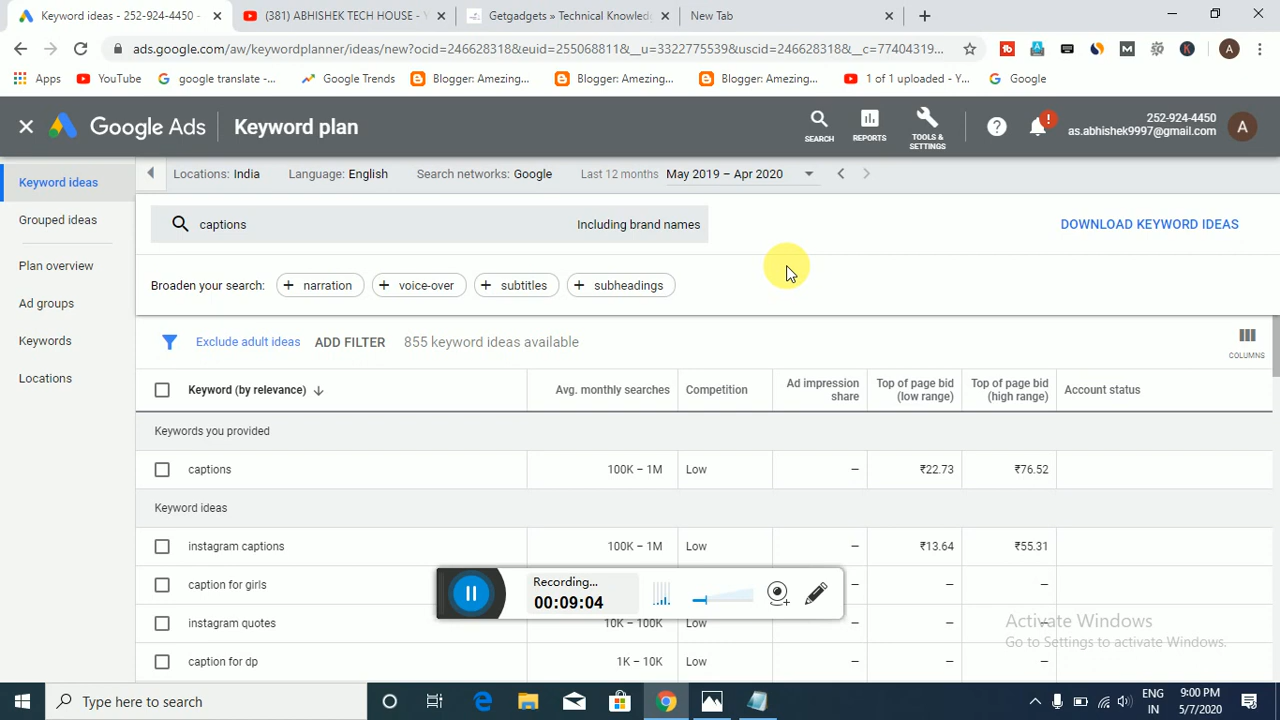 Keyword ideas - 252-924-4450 -
(381) ABHISHEK TECH HOUSE - Y
Getgadgets » Technical Knowled
New Tab
ads.google.com/aw/keywordplanner/ideas/new?ocid=246628318&euid=255068811&__u=3322775539&uscid=246628318&__c=77404319...
A
Apps
YouTube
google translate -...
Google Trends
Blogger: Amezing...
Blogger: Amezing...
Blogger: Amazing...
1 of 1 uploaded - Y...
Google
Google Ads
Keyword plan
SEARCH
REPORTS
TOOLS &
SETTINGS
252-924-4450
as.abhishek9997@gmail.com
A
Keyword ideas
Grouped ideas
Plan overview
Ad groups
Keywords
Locations
Locations: India
Language: English
Search networks: Google
Last 12 months May 2019 – Apr 2020
captions
Including brand names
DOWNLOAD KEYWORD IDEAS
Broaden your search:
+ narration
+ voice-over
+ subtitles
+ subheadings
Exclude adult ideas
ADD FILTER
855 keyword ideas available
COLUMNS
Keyword (by relevance)
Avg. monthly searches
Competition
Ad impression
share
Top of page bid
(low range)
Top of page bid
(high range)
Account status
Keywords you provided
captions 100K – 1M Low – ₹22.73 ₹76.52
Keyword ideas
instagram captions 100K – 1M Low – ₹13.64 ₹55.31
caption for girls – – –
instagram quotes 10K – 100K Low – – –
caption for dp 1K – 10K Low – – –
Recording...
00:09:04
Activate Windows
Go to Settings to activate Windows.
Type here to search
ENG
IN
9:00 PM
5/7/2020